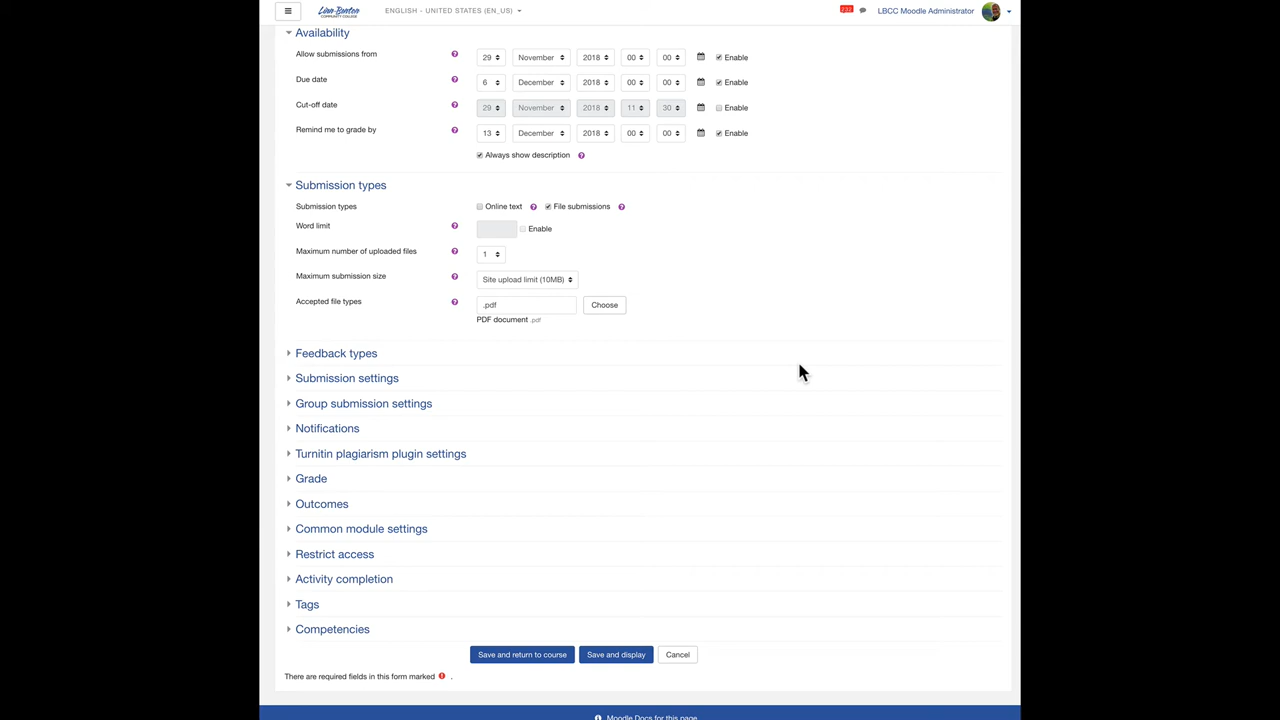 Linn-Benton
COMMUNITY COLLEGE
ENGLISH - UNITED STATES (EN_US)
232
LBCC Moodle Administrator
Availability
Allow submissions from 29 November 2018 00 00 Enable
Due date 6 December 2018 00 00 Enable
Cut-off date 29 November 2018 11 30 Enable
Remind me to grade by 13 December 2018 00 00 Enable
Always show description
Submission types
Submission types Online text File submissions
Word limit Enable
Maximum number of uploaded files 1
Maximum submission size Site upload limit (10MB)
Accepted file types .pdf Choose
PDF document .pdf
Feedback types
Submission settings
Group submission settings
Notifications
Turnitin plagiarism plugin settings
Grade
Outcomes
Common module settings
Restrict access
Activity completion
Tags
Competencies
Save and return to course Save and display Cancel
There are required fields in this form marked .
Moodle Docs for this page